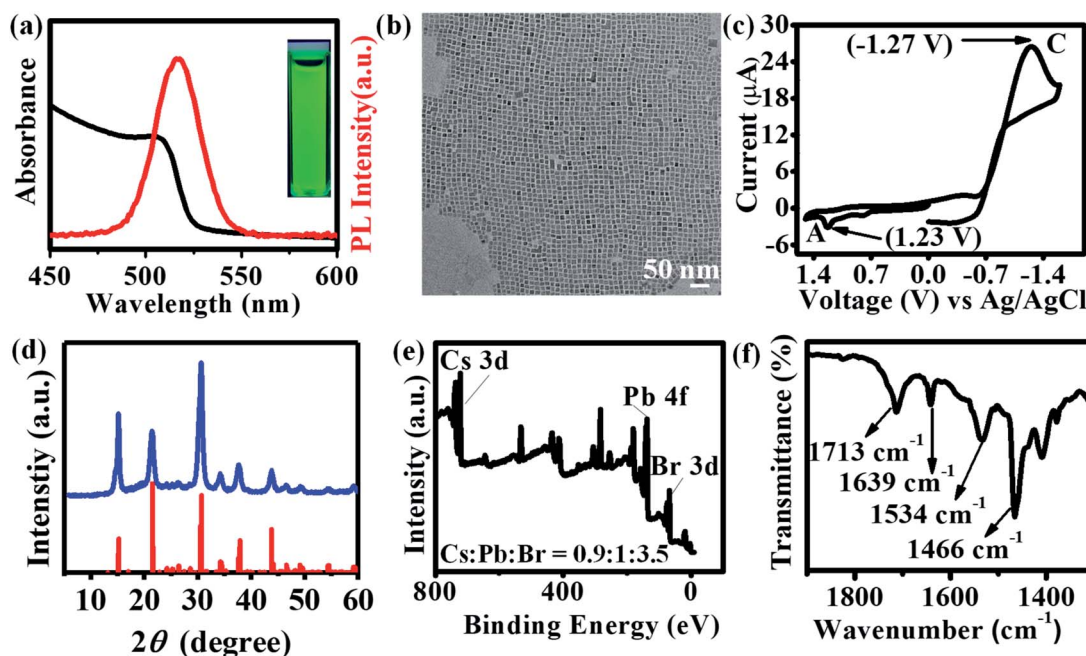 (a)
Absorbance
PL Intensity(a.u.)
450 500 550 600
Wavelength (nm)
(b)
50 nm
(c)
(-1.27 V)
C
Current (μA)
30
24
18
12
6
0
-6
A
(1.23 V)
1.4 0.7 0.0 -0.7 -1.4
Voltage (V) vs Ag/AgCl
(d)
Intenstiy (a.u.)
10 20 30 40 50 60
2θ (degree)
(e)
Intensity (a.u.)
Cs 3d
Pb 4f
Br 3d
Cs:Pb:Br = 0.9:1:3.5
800 400 0
Binding Energy (eV)
(f)
Transmittance (%)
1713 cm-1
1639 cm-1
1534 cm-1
1466 cm-1
1800 1600 1400
Wavenumber (cm-1)